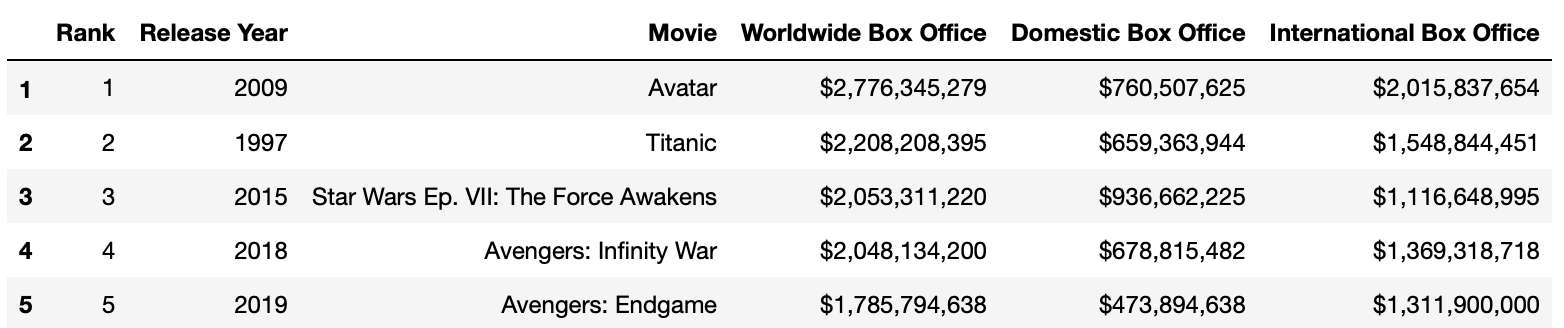 Rank Release Year Movie Worldwide Box Office Domestic Box Office International Box Office
1 1 2009 Avatar $2,776,345,279 $760,507,625 $2,015,837,654
2 2 1997 Titanic $2,208,208,395 $659,363,944 $1,548,844,451
3 3 2015 Star Wars Ep. VII: The Force Awakens $2,053,311,220 $936,662,225 $1,116,648,995
4 4 2018 Avengers: Infinity War $2,048,134,200 $678,815,482 $1,369,318,718
5 5 2019 Avengers: Endgame $1,785,794,638 $473,894,638 $1,311,900,000